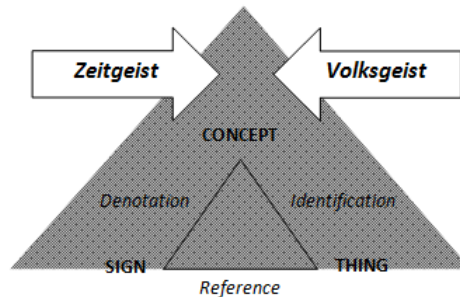 Zeitgeist
Volksgeist
CONCEPT
Denotation
Identification
SIGN
THING
Reference